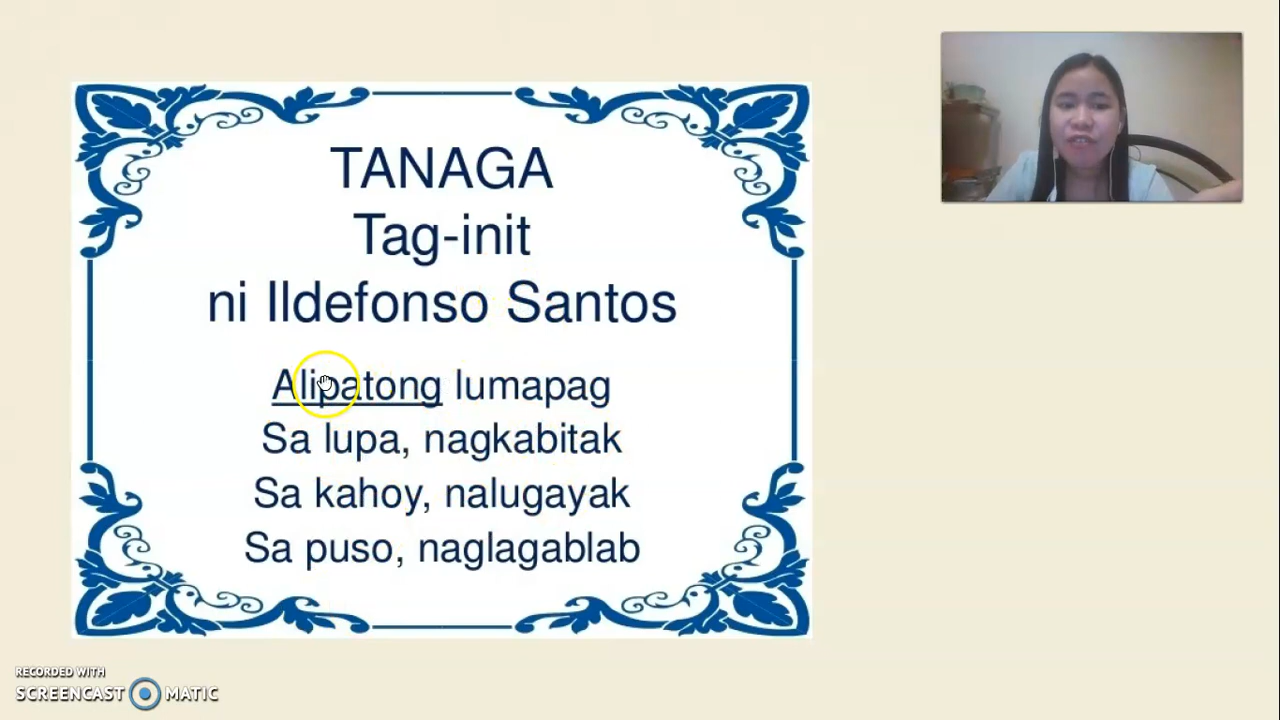 TANAGA
Tag-init
ni Ildefonso Santos
Alipatong lumapag
Sa lupa, nagkabitak
Sa kahoy, nalugayak
Sa puso, naglagablab
RECORDED WITH
SCREENCAST MATIC